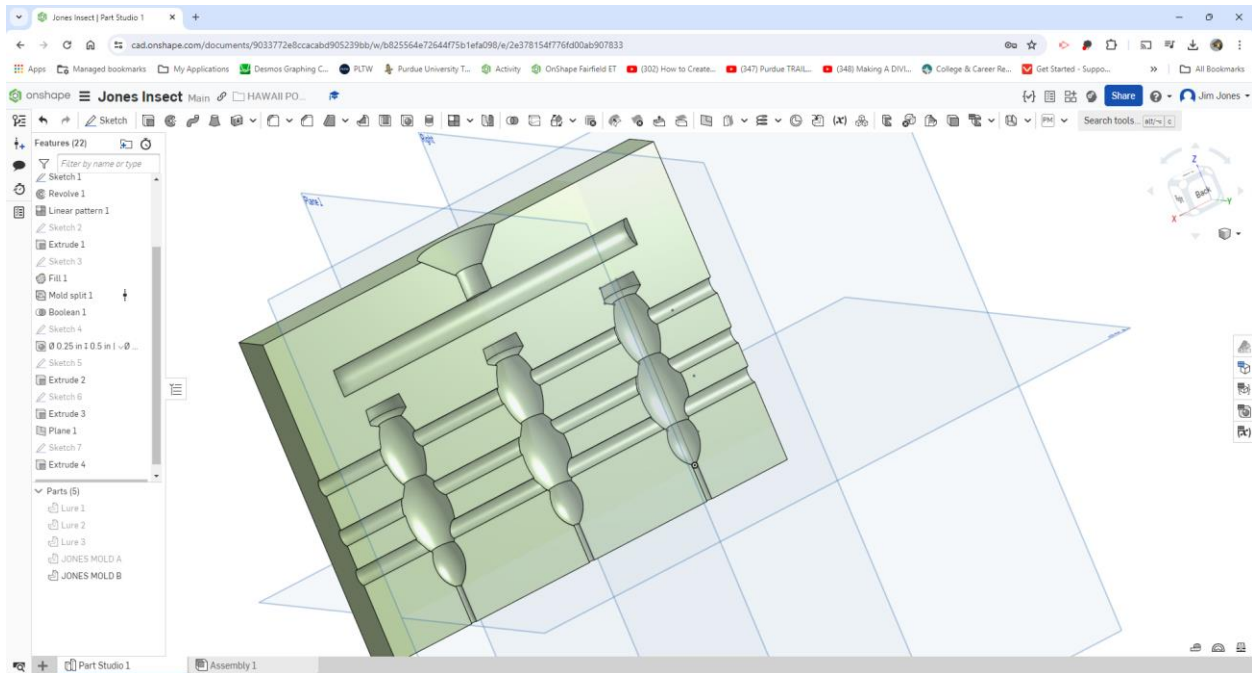 Jones Insect | Part Studio 1
cad.onshape.com/documents/9033772e8ccacabd905239bb/w/b825564e72644f75b1efa098/e/2e378154f776fd00ab907833
Apps Managed bookmarks My Applications Desmos Graphing C... PLTW Purdue University T... Activity OnShape Fairfield ET (302) How to Create... (347) Purdue TRAIL... (348) Making A DIVI... College & Career Re... Get Started - Suppo... » All Bookmarks
onshape Jones Insect Main HAWAII PO... Share Jim Jones
Sketch PM Search tools... alt/⌥ c
Features (22)
Filter by name or type
Sketch 1
Revolve 1
Linear pattern 1
Sketch 2
Extrude 1
Sketch 3
Fill 1
Mold split 1
Boolean 1
Sketch 4
Ø 0.25 in ↧ 0.5 in | ⌵Ø ...
Sketch 5
Extrude 2
Sketch 6
Extrude 3
Plane 1
Sketch 7
Extrude 4
Parts (5)
Lure 1
Lure 2
Lure 3
JONES MOLD A
JONES MOLD B
Right
Plane 1
Z
Back
Y
X
Part Studio 1 Assembly 1